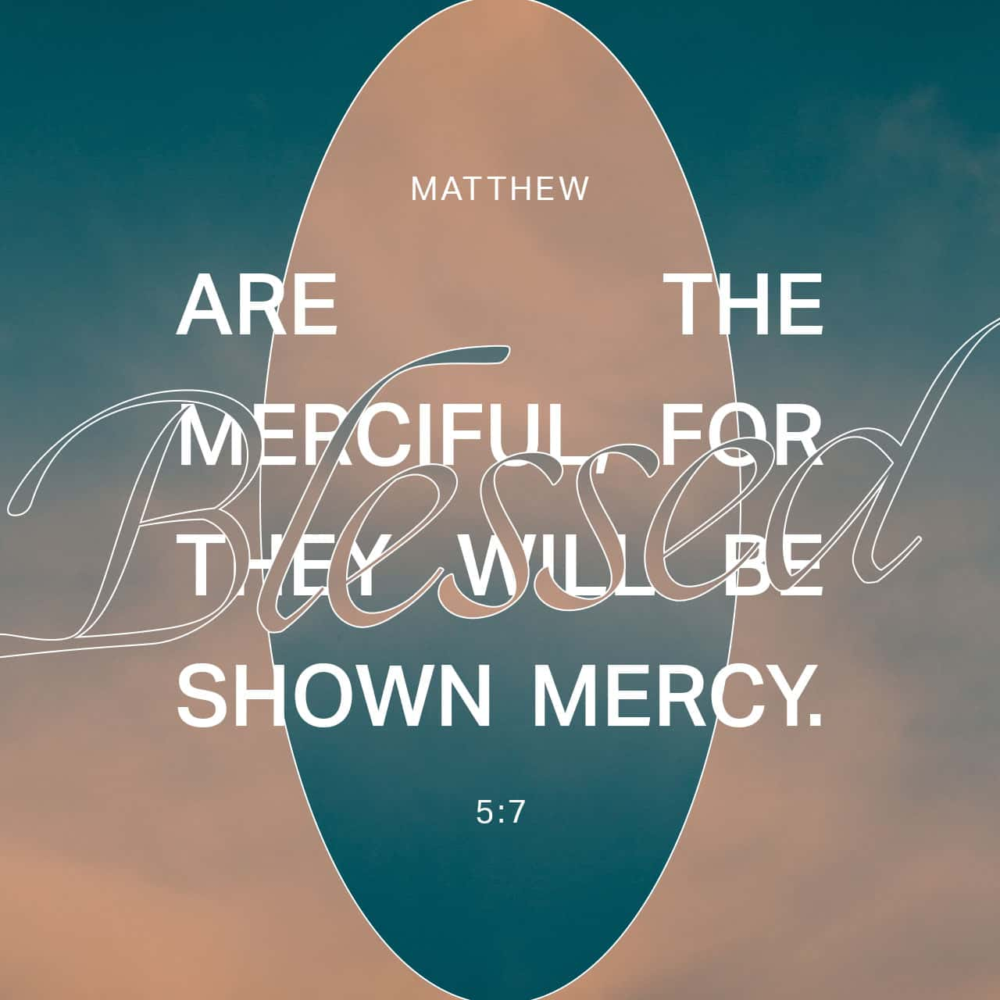 MATTHEW
Blessed
ARE THE
MERCIFUL, FOR
THEY WILL BE
SHOWN MERCY.
5:7